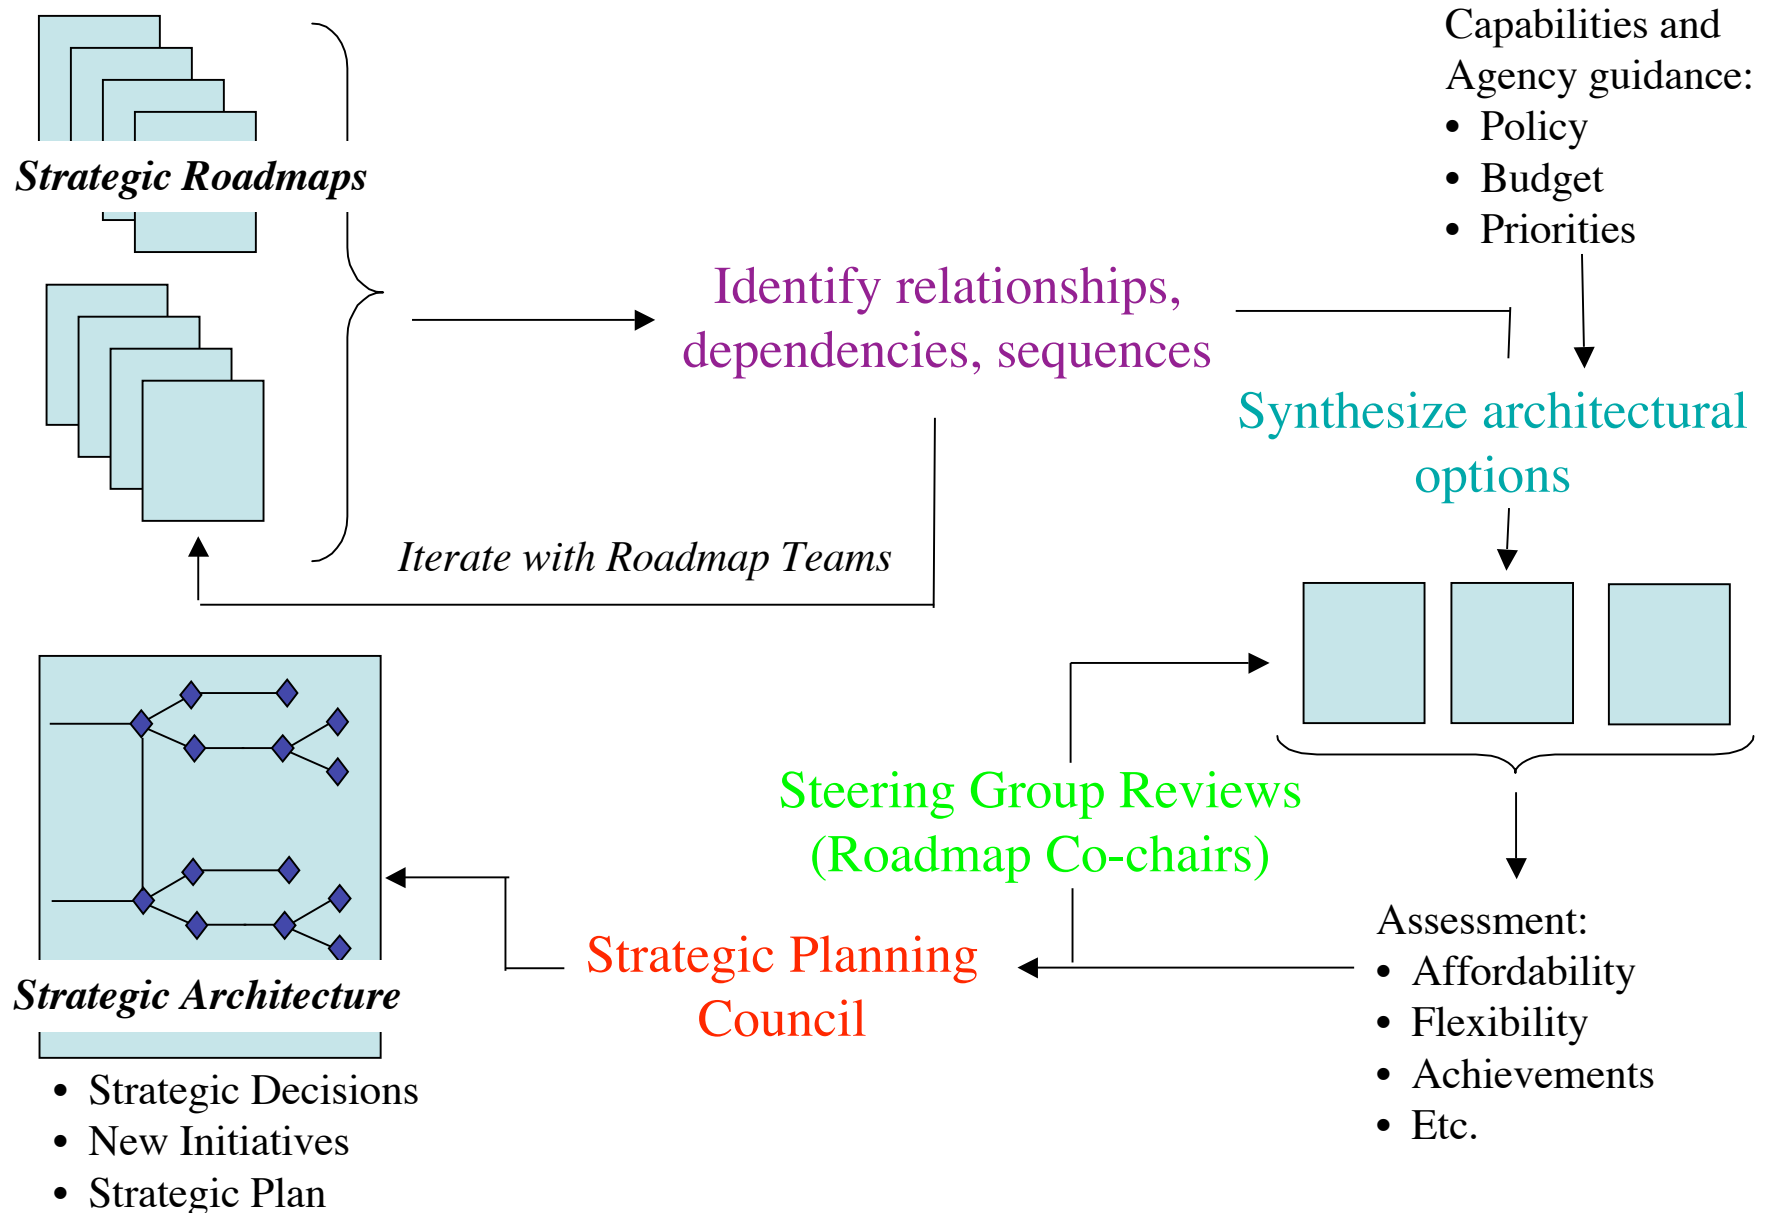 Capabilities and
Agency guidance:
• Policy
• Budget
• Priorities
Strategic Roadmaps
Identify relationships,
dependencies, sequences
Synthesize architectural
options
Iterate with Roadmap Teams
Steering Group Reviews
(Roadmap Co-chairs)
Assessment:
• Affordability
• Flexibility
• Achievements
• Etc.
Strategic Planning
Council
Strategic Architecture
• Strategic Decisions
• New Initiatives
• Strategic Plan